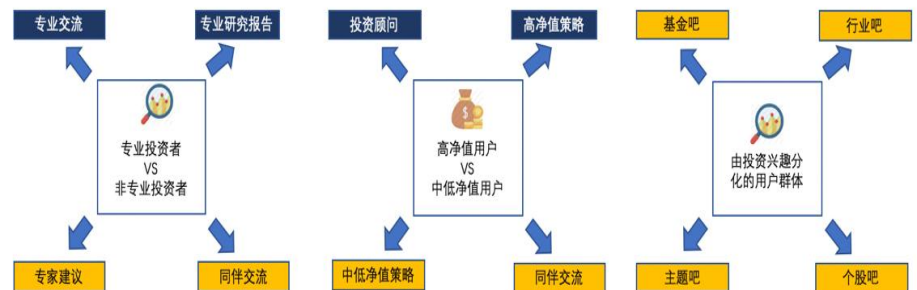 专业交流
专业研究报告
专业投资者
VS
非专业投资者
专家建议
同伴交流
投资顾问
高净值策略
高净值用户
VS
中低净值用户
中低净值策略
同伴交流
基金吧
行业吧
由投资兴趣分
化的用户群体
主题吧
个股吧